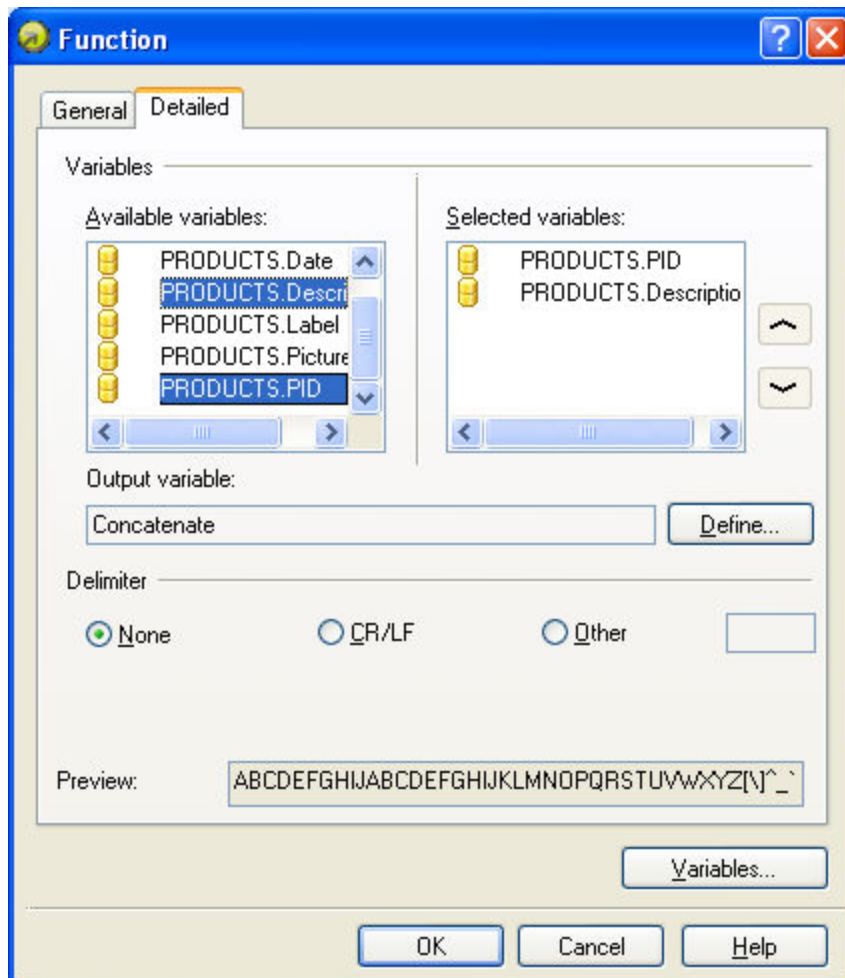 Function
General Detailed
Variables
Available variables: Selected variables:
PRODUCTS.Date PRODUCTS.PID
PRODUCTS.Descri PRODUCTS.Descriptio
PRODUCTS.Label
PRODUCTS.Picture
PRODUCTS.PID
Output variable:
Concatenate Define...
Delimiter
None CR/LF Other
Preview: ABCDEFGHIJABCDEFGHIJKLMNOPQRSTUVWXYZ[\]^_`
Variables...
OK Cancel Help